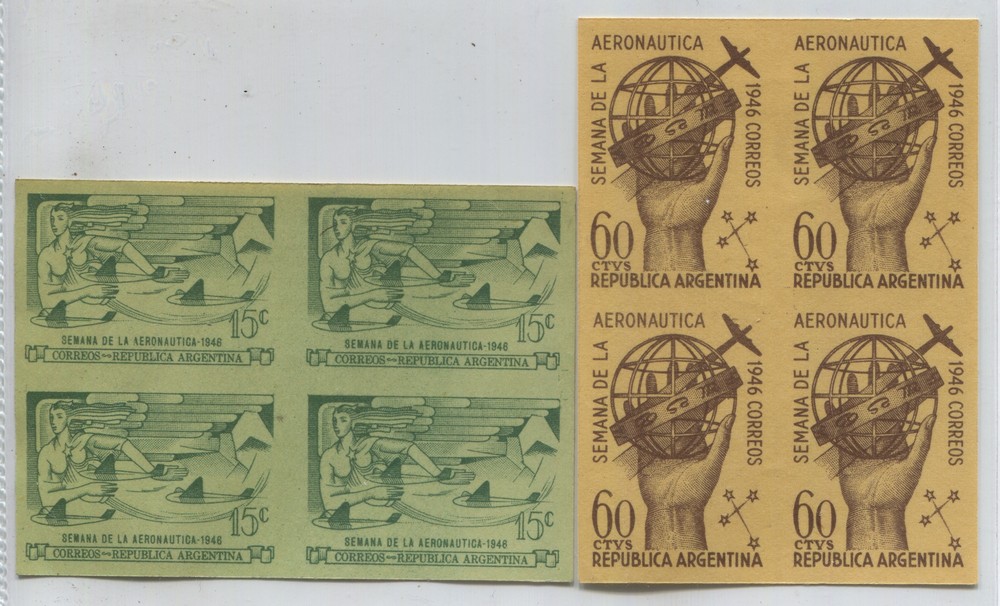 SEMANA DE LA AERONAUTICA 1946 CORREOS
60
CTVS
REPUBLICA ARGENTINA
SEMANA DE LA AERONAUTICA 1946 CORREOS
60
CTVS
REPUBLICA ARGENTINA
15c
SEMANA DE LA AERONAUTICA-1946
CORREOS-REPUBLICA ARGENTINA
15c
SEMANA DE LA AERONAUTICA-1946
CORREOS-REPUBLICA ARGENTINA
SEMANA DE LA AERONAUTICA 1946 CORREOS
60
CTVS
REPUBLICA ARGENTINA
SEMANA DE LA AERONAUTICA 1946 CORREOS
60
CTVS
REPUBLICA ARGENTINA
15c
SEMANA DE LA AERONAUTICA-1946
CORREOS-REPUBLICA ARGENTINA
15c
SEMANA DE LA AERONAUTICA-1946
CORREOS-REPUBLICA ARGENTINA